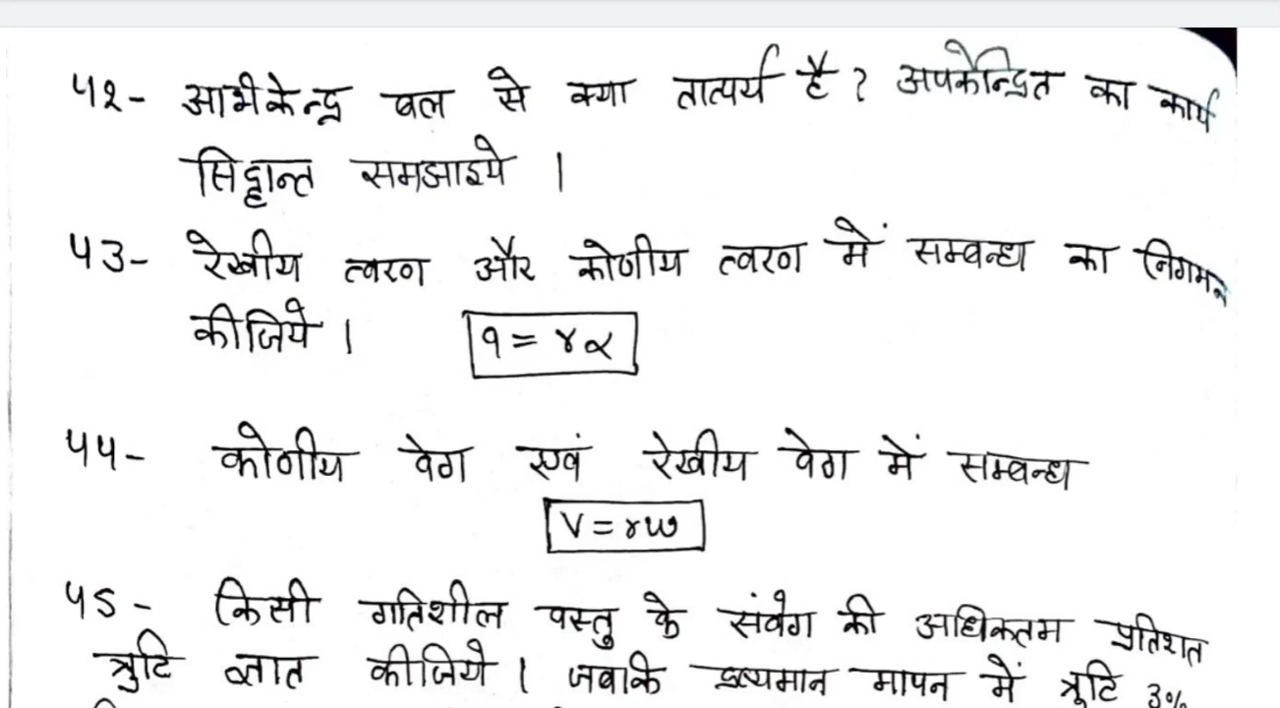 42- अभीकेन्द्र बल से क्या तात्पर्य है? अपकेन्द्रित का कार्य
सिद्धान्त समझाइये ।
43- रेखीय त्वरण और कोणीय त्वरण में सम्बन्ध का निगमन
कीजिये । a = rα
44- कोणीय वेग एवं रेखीय वेग में सम्बन्ध
v = rω
45- किसी गतिशील वस्तु के संवेग की अधिकतम प्रतिशत
त्रुटि ज्ञात कीजिये । जबकि द्रव्यमान मापन में त्रुटि 3%